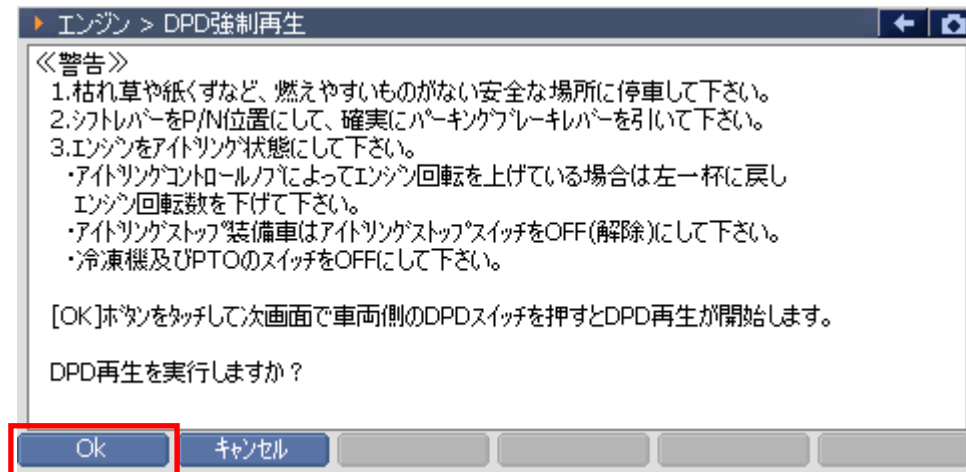 エンジン > DPD強制再生
≪警告≫
1.枯れ草や紙くずなど、燃えやすいものがない安全な場所に停車して下さい。
2.ｼﾌﾄﾚﾊﾞｰをP/N位置にして、確実にﾊﾟｰｷﾝｸﾞﾌﾞﾚｰｷﾚﾊﾞｰを引いて下さい。
3.ｴﾝｼﾞﾝをｱｲﾄﾞﾘﾝｸﾞ状態にして下さい。
・ｱｲﾄﾞﾘﾝｸﾞｺﾝﾄﾛｰﾙﾉﾌﾞによってｴﾝｼﾞﾝ回転を上げている場合は左一杯に戻し
ｴﾝｼﾞﾝ回転数を下げて下さい。
・ｱｲﾄﾞﾘﾝｸﾞｽﾄｯﾌﾟ装備車はｱｲﾄﾞﾘﾝｸﾞｽﾄｯﾌﾟｽｲｯﾁをOFF(解除)にして下さい。
・冷凍機及びPTOのｽｲｯﾁをOFFにして下さい。
[OK]ﾎﾞﾀﾝをﾀｯﾁして次画面で車両側のDPDｽｲｯﾁを押すとDPD再生が開始します。
DPD再生を実行しますか？
Ok ｷｬﾝｾﾙ